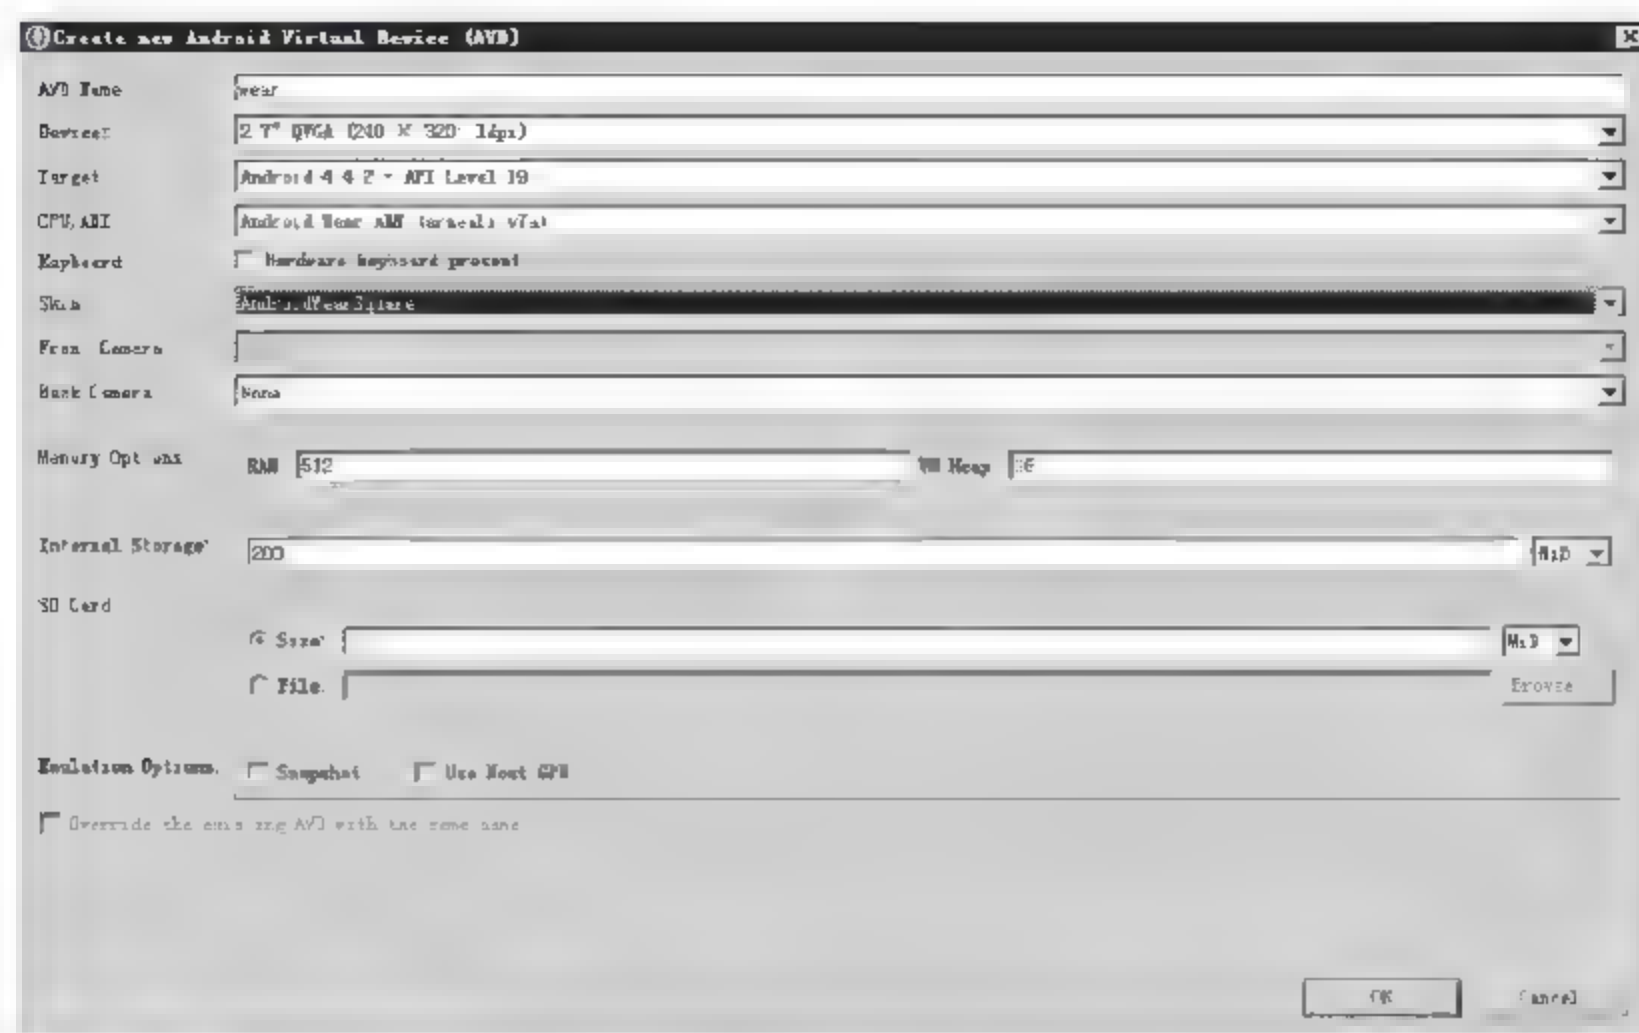 Create new Android Virtual Device (AVD)
AVD Name wear
Device: 2.7" QVGA (240 × 320: ldpi)
Target Android 4.4.2 - API Level 19
CPU/ABI Android Wear ARM (armeabi-v7a)
Keyboard Hardware keyboard present
Skin AndroidWearSquare
Front Camera
Back Camera None
Memory Options RAM 512 VM Heap
Internal Storage: 200 MiB
SD Card
Size: MiB
File: Browse
Emulation Options: Snapshot Use Host GPU
Override the existing AVD with the same name
OK Cancel